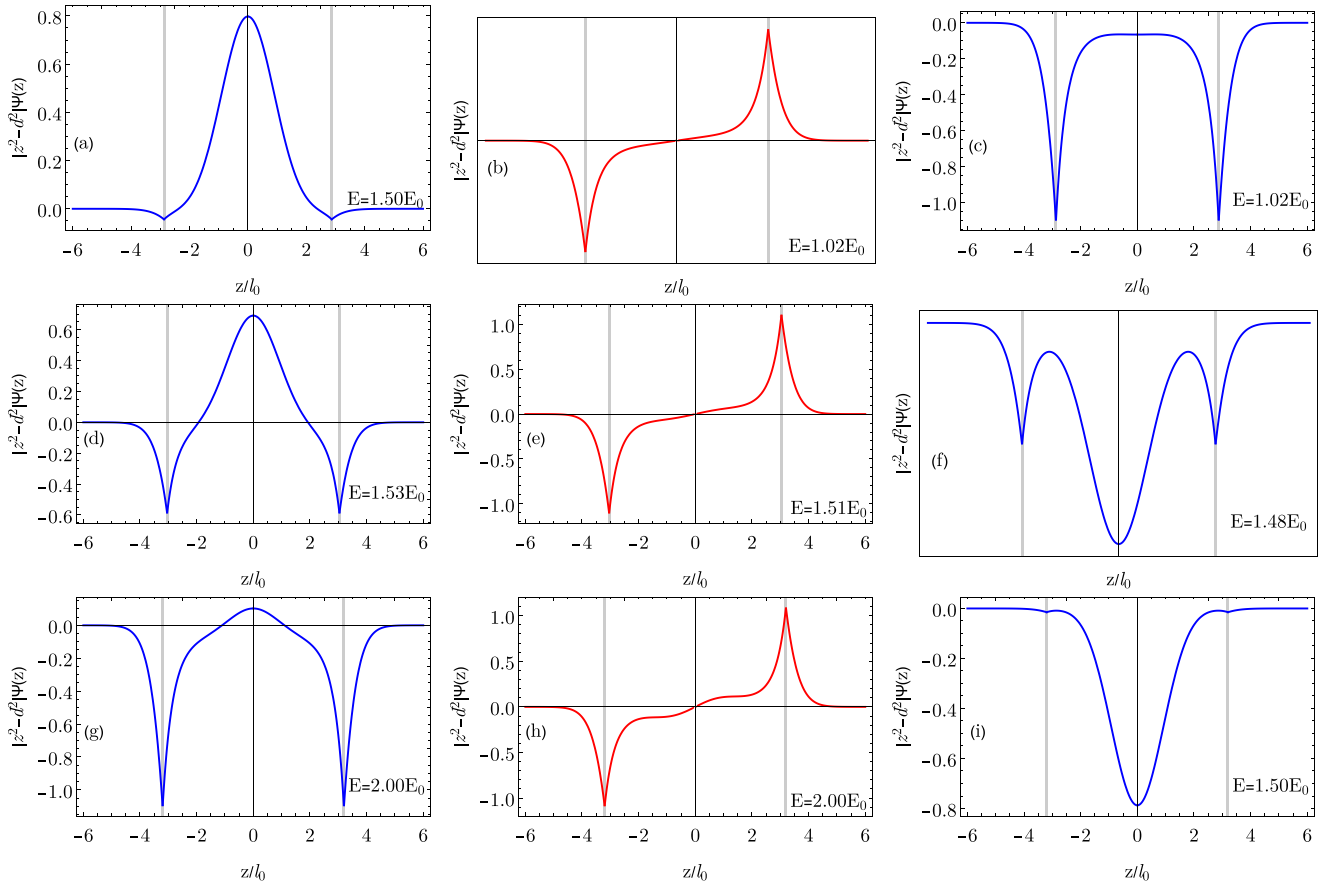 |z²−d²|Ψ(z)
0.8
0.6
0.4
0.2
0.0
(a)
E=1.50E₀
−6 −4 −2 0 2 4 6
z/l₀
|z²−d²|Ψ(z)
(b)
E=1.02E₀
z/l₀
|z²−d²|Ψ(z)
0.0
−0.2
−0.4
−0.6
−0.8
−1.0
(c)
E=1.02E₀
−6 −4 −2 0 2 4 6
z/l₀
|z²−d²|Ψ(z)
0.6
0.4
0.2
0.0
−0.2
−0.4
−0.6
(d)
E=1.53E₀
−6 −4 −2 0 2 4 6
z/l₀
|z²−d²|Ψ(z)
1.0
0.5
0.0
−0.5
−1.0
(e)
E=1.51E₀
−6 −4 −2 0 2 4 6
z/l₀
|z²−d²|Ψ(z)
(f)
E=1.48E₀
z/l₀
|z²−d²|Ψ(z)
0.0
−0.2
−0.4
−0.6
−0.8
−1.0
(g)
E=2.00E₀
−6 −4 −2 0 2 4 6
z/l₀
|z²−d²|Ψ(z)
1.0
0.5
0.0
−0.5
−1.0
(h)
E=2.00E₀
−6 −4 −2 0 2 4 6
z/l₀
|z²−d²|Ψ(z)
0.0
−0.2
−0.4
−0.6
−0.8
(i)
E=1.50E₀
−6 −4 −2 0 2 4 6
z/l₀